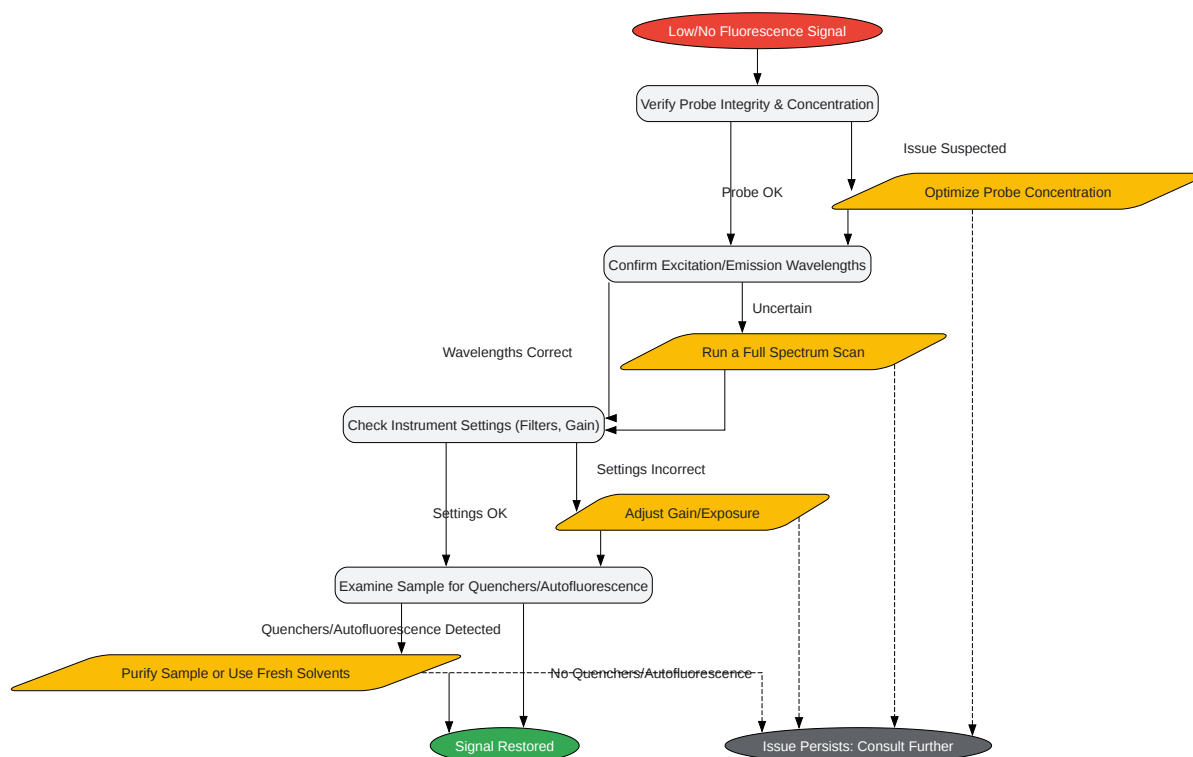 Low/No Fluorescence Signal
Verify Probe Integrity & Concentration
Issue Suspected
Probe OK
Optimize Probe Concentration
Confirm Excitation/Emission Wavelengths
Uncertain
Wavelengths Correct
Run a Full Spectrum Scan
Check Instrument Settings (Filters, Gain)
Settings Incorrect
Settings OK
Adjust Gain/Exposure
Examine Sample for Quenchers/Autofluorescence
Quenchers/Autofluorescence Detected
Purify Sample or Use Fresh Solvents
No Quenchers/Autofluorescence
Signal Restored
Issue Persists: Consult Further